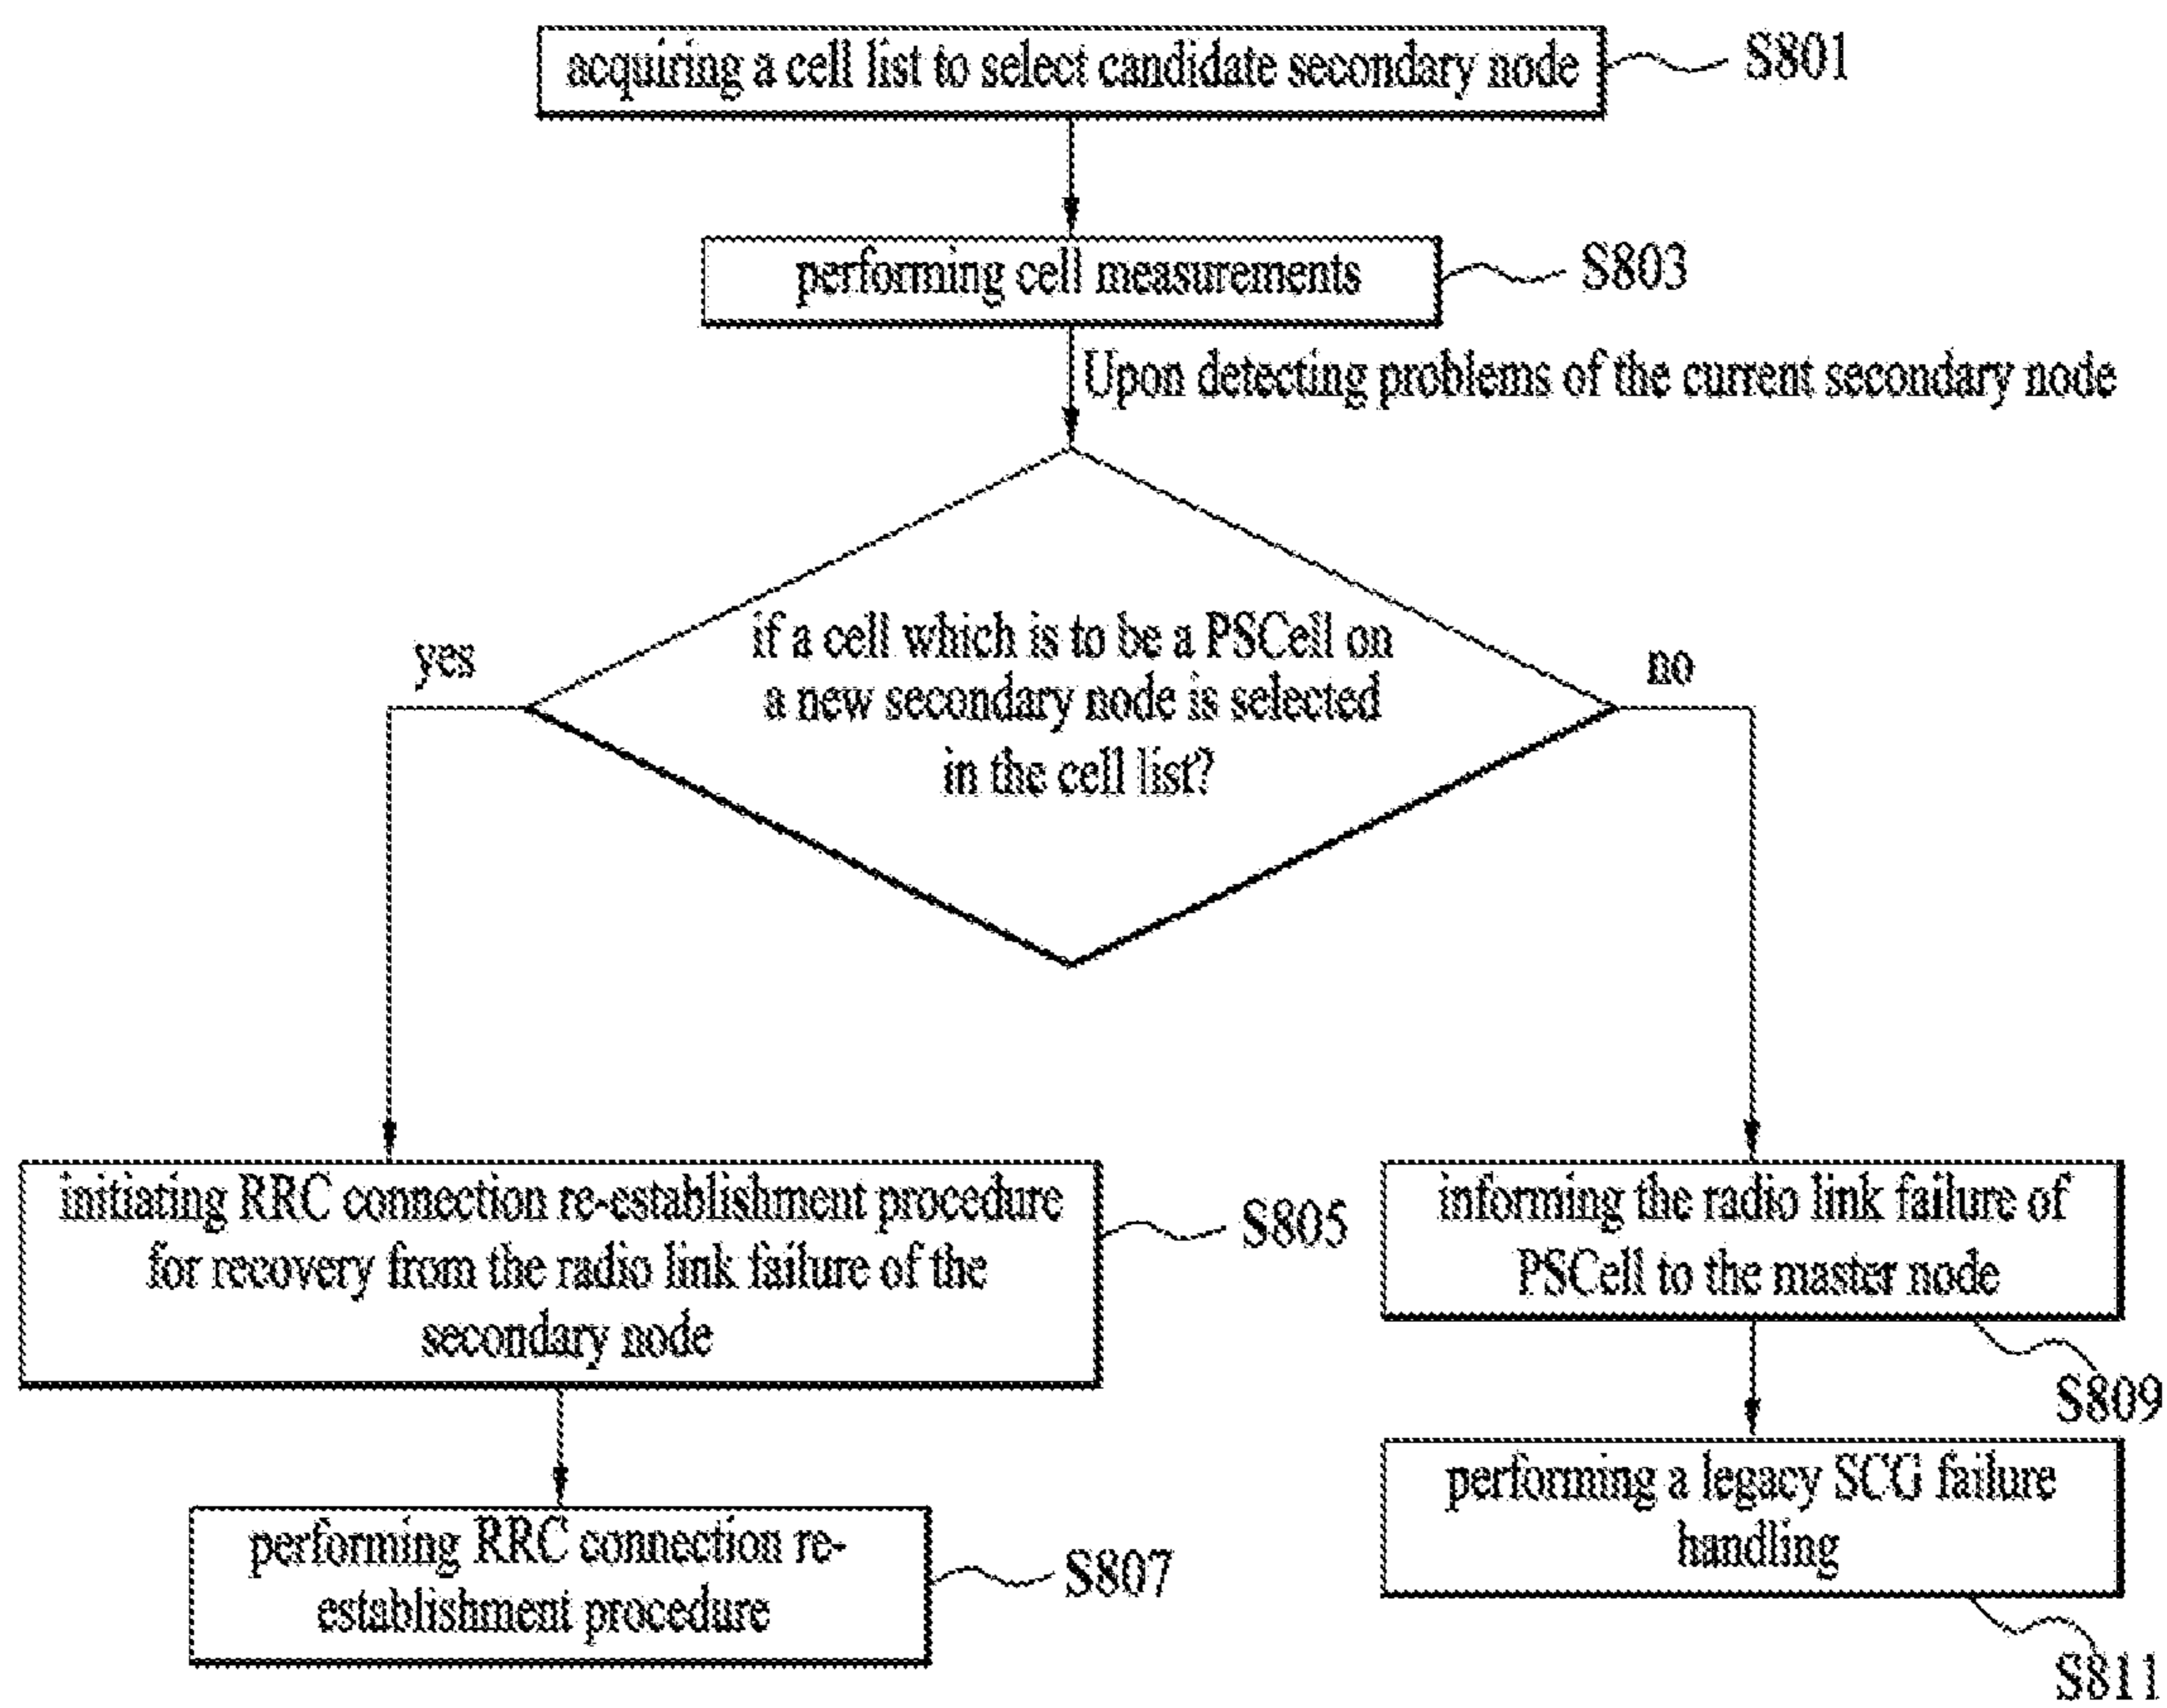 acquiring a cell list to select candidate secondary node
S801
performing cell measurements
S803
Upon detecting problems of the current secondary node
if a cell which is to be a PSCell on
a new secondary node is selected
in the cell list?
yes
no
initiating RRC connection re-establishment procedure
for recovery from the radio link failure of the
secondary node
S805
informing the radio link failure of
PSCell to the master node
S809
performing RRC connection re-
establishment procedure
S807
performing a legacy SCG failure
handling
S811